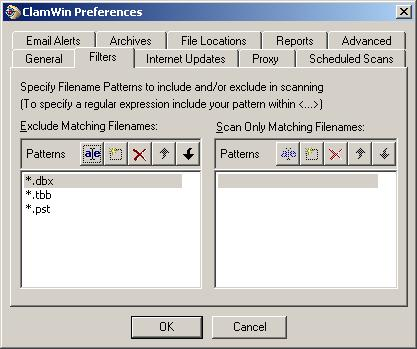 ClamWin Preferences
Email Alerts Archives File Locations Reports Advanced
General Filters Internet Updates Proxy Scheduled Scans
Specify Filename Patterns to include and/or exclude in scanning
(To specify a regular expression include your pattern within <...>)
Exclude Matching Filenames: Scan Only Matching Filenames:
Patterns a/e Patterns a/e
*.dbx
*.tbb
*.pst
OK Cancel